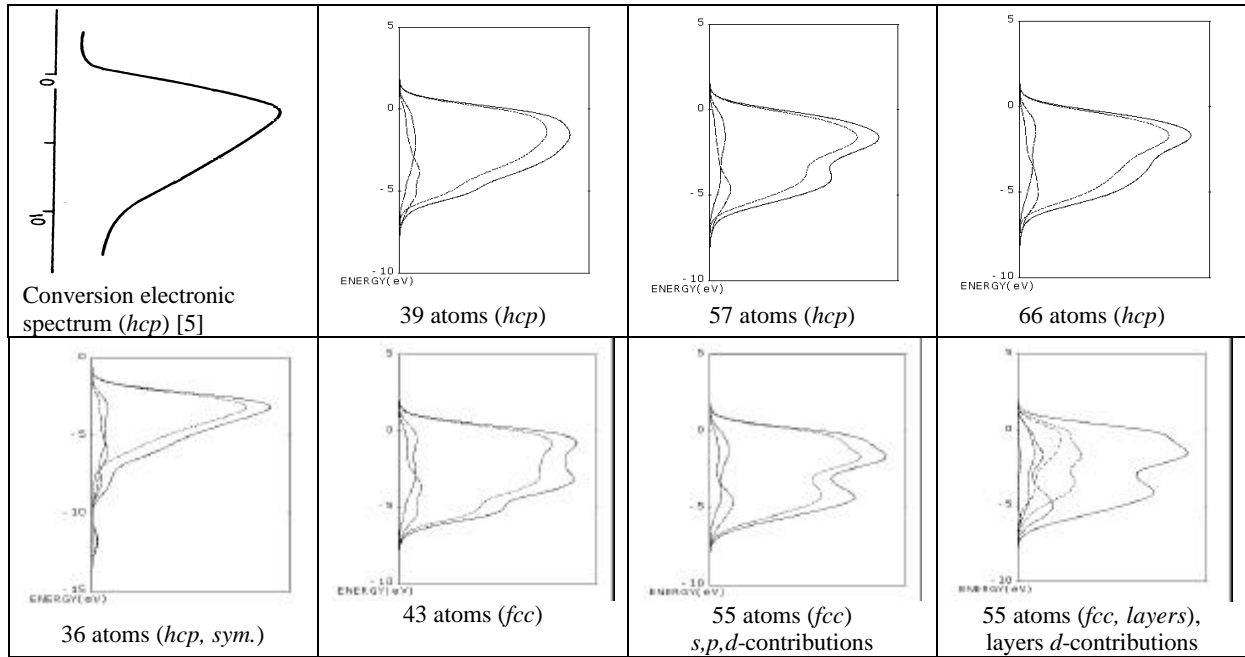 0
10
Conversion electronic
spectrum (hcp) [5]
5
0
-5
-10
ENERGY(eV)
39 atoms (hcp)
5
0
-5
-10
ENERGY(eV)
57 atoms (hcp)
5
0
-5
-10
ENERGY(eV)
66 atoms (hcp)
0
-5
-10
-15
ENERGY(eV)
36 atoms (hcp, sym.)
5
0
-5
-10
ENERGY(eV)
43 atoms (fcc)
5
0
-5
-10
ENERGY(eV)
55 atoms (fcc)
s,p,d-contributions
5
0
-5
-10
ENERGY(eV)
55 atoms (fcc, layers),
layers d-contributions